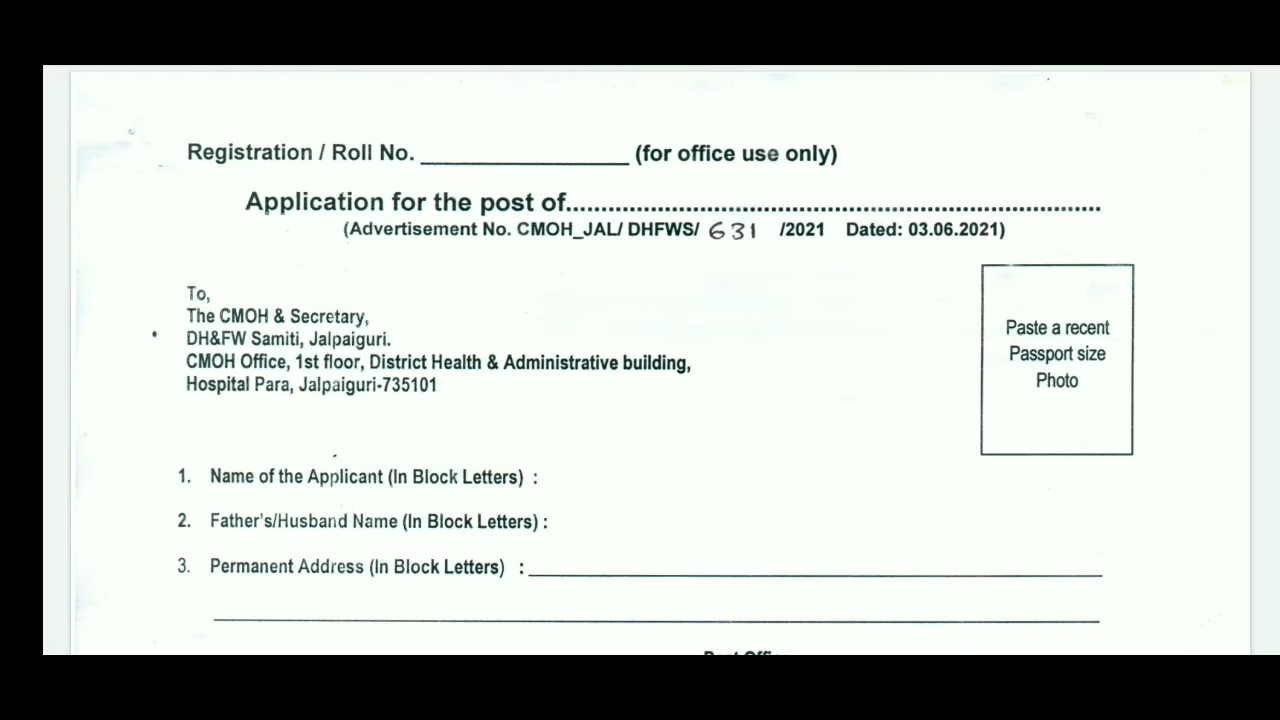 Registration / Roll No. ________________ (for office use only)
Application for the post of................................................................................
(Advertisement No. CMOH_JAL/ DHFWS/ 631 /2021 Dated: 03.06.2021)
To,
The CMOH & Secretary,
DH&FW Samiti, Jalpaiguri.
CMOH Office, 1st floor, District Health & Administrative building,
Hospital Para, Jalpaiguri-735101
Paste a recent
Passport size
Photo
1. Name of the Applicant (In Block Letters) :
2. Father's/Husband Name (In Block Letters) :
3. Permanent Address (In Block Letters) :